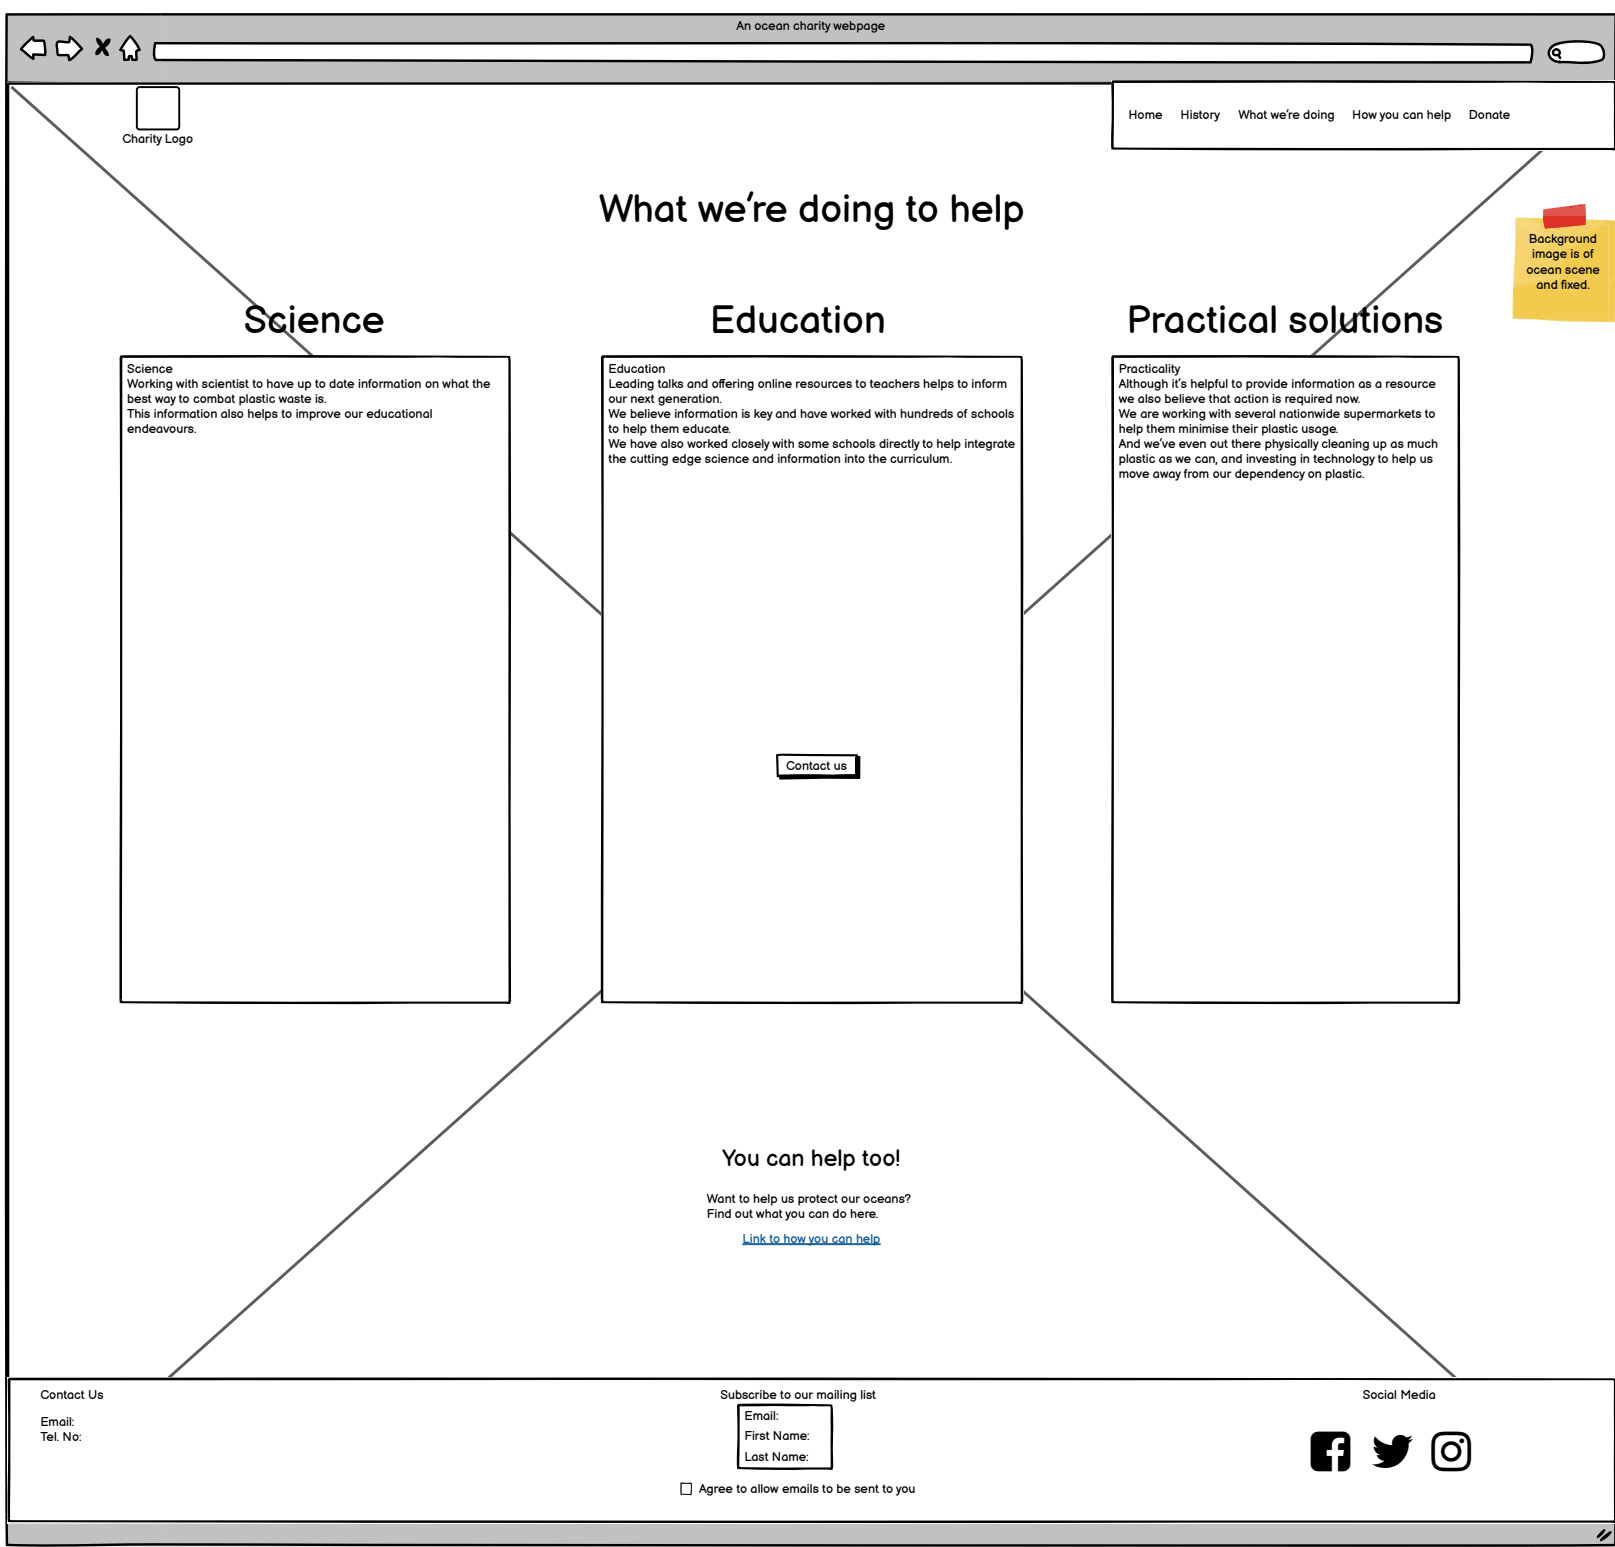 An ocean charity webpage
Charity Logo
Home History What we're doing How you can help Donate
What we're doing to help
Background
image is of
ocean scene
and fixed.
Science
Science
Working with scientist to have up to date information on what the
best way to combat plastic waste is.
This information also helps to improve our educational
endeavours.
Education
Education
Leading talks and offering online resources to teachers helps to inform
our next generation.
We believe information is key and have worked with hundreds of schools
to help them educate.
We have also worked closely with some schools directly to help integrate
the cutting edge science and information into the curriculum.
Contact us
Practical solutions
Practicality
Although it's helpful to provide information as a resource
we also believe that action is required now.
We are working with several nationwide supermarkets to
help them minimise their plastic usage.
And we've even out there physically cleaning up as much
plastic as we can, and investing in technology to help us
move away from our dependency on plastic.
You can help too!
Want to help us protect our oceans?
Find out what you can do here.
Link to how you can help
Contact Us
Email:
Tel. No:
Subscribe to our mailing list
Email:
First Name:
Last Name:
Agree to allow emails to be sent to you
Social Media